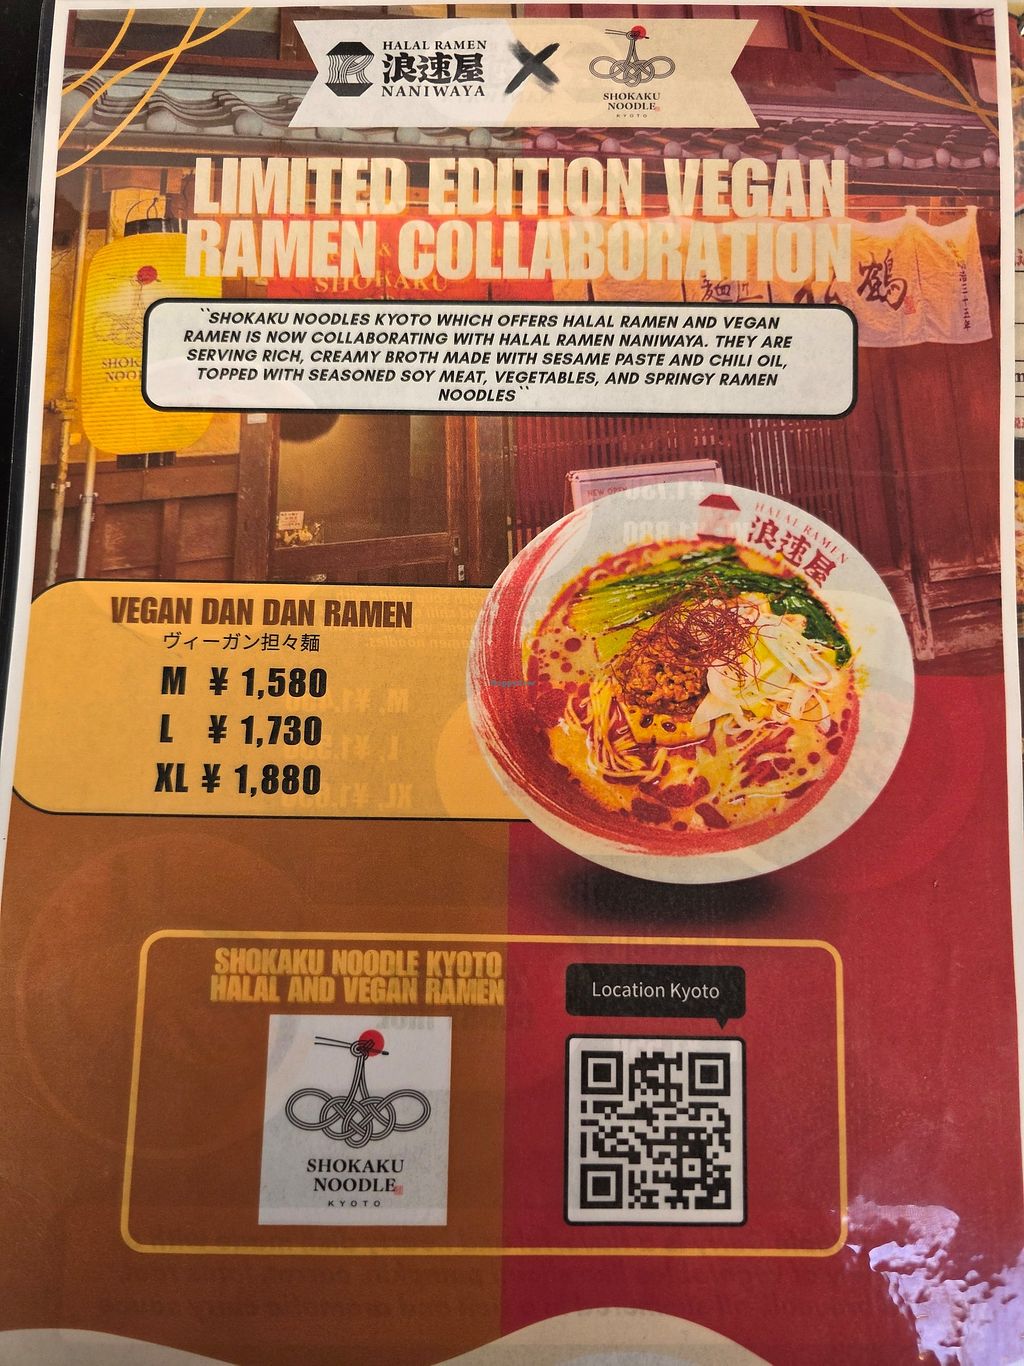 HALAL RAMEN
浪速屋
NANIWAYA
X
SHOKAKU
NOODLE
KYOTO
LIMITED EDITION VEGAN
RAMEN COLLABORATION
SHOKAKU
鶴
``SHOKAKU NOODLES KYOTO WHICH OFFERS HALAL RAMEN AND VEGAN
RAMEN IS NOW COLLABORATING WITH HALAL RAMEN NANIWAYA. THEY ARE
SERVING RICH, CREAMY BROTH MADE WITH SESAME PASTE AND CHILI OIL,
TOPPED WITH SEASONED SOY MEAT, VEGETABLES, AND SPRINGY RAMEN
NOODLES``
HALAL RAMEN
浪速屋
VEGAN DAN DAN RAMEN
ヴィーガン担々麺
M ¥ 1,580
L ¥ 1,730
XL ¥ 1,880
SHOKAKU NOODLE KYOTO
HALAL AND VEGAN RAMEN
Location Kyoto
SHOKAKU
NOODLE
KYOTO